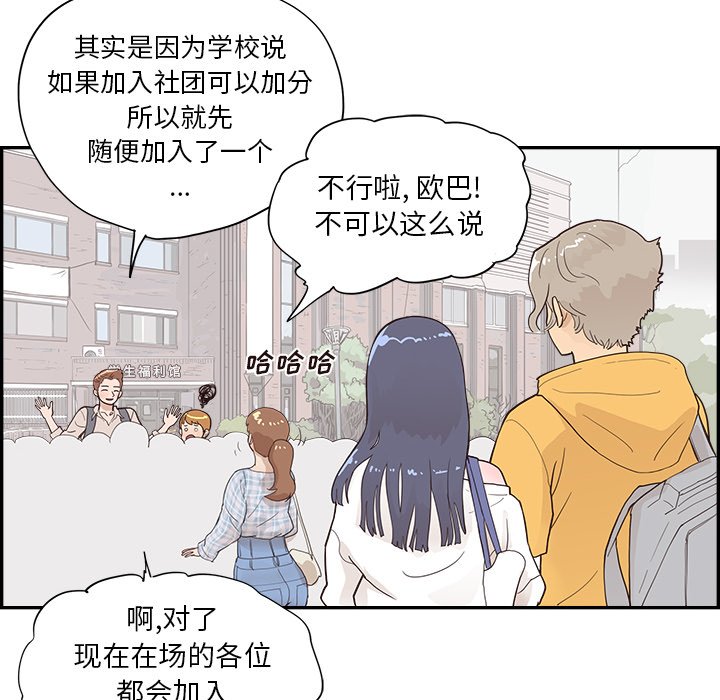 其实是因为学校说
如果加入社团可以加分
所以就先
随便加入了一个
...
不行啦, 欧巴!
不可以这么说
哈哈哈
学生福利馆
啊,对了
现在在场的各位
都会加入